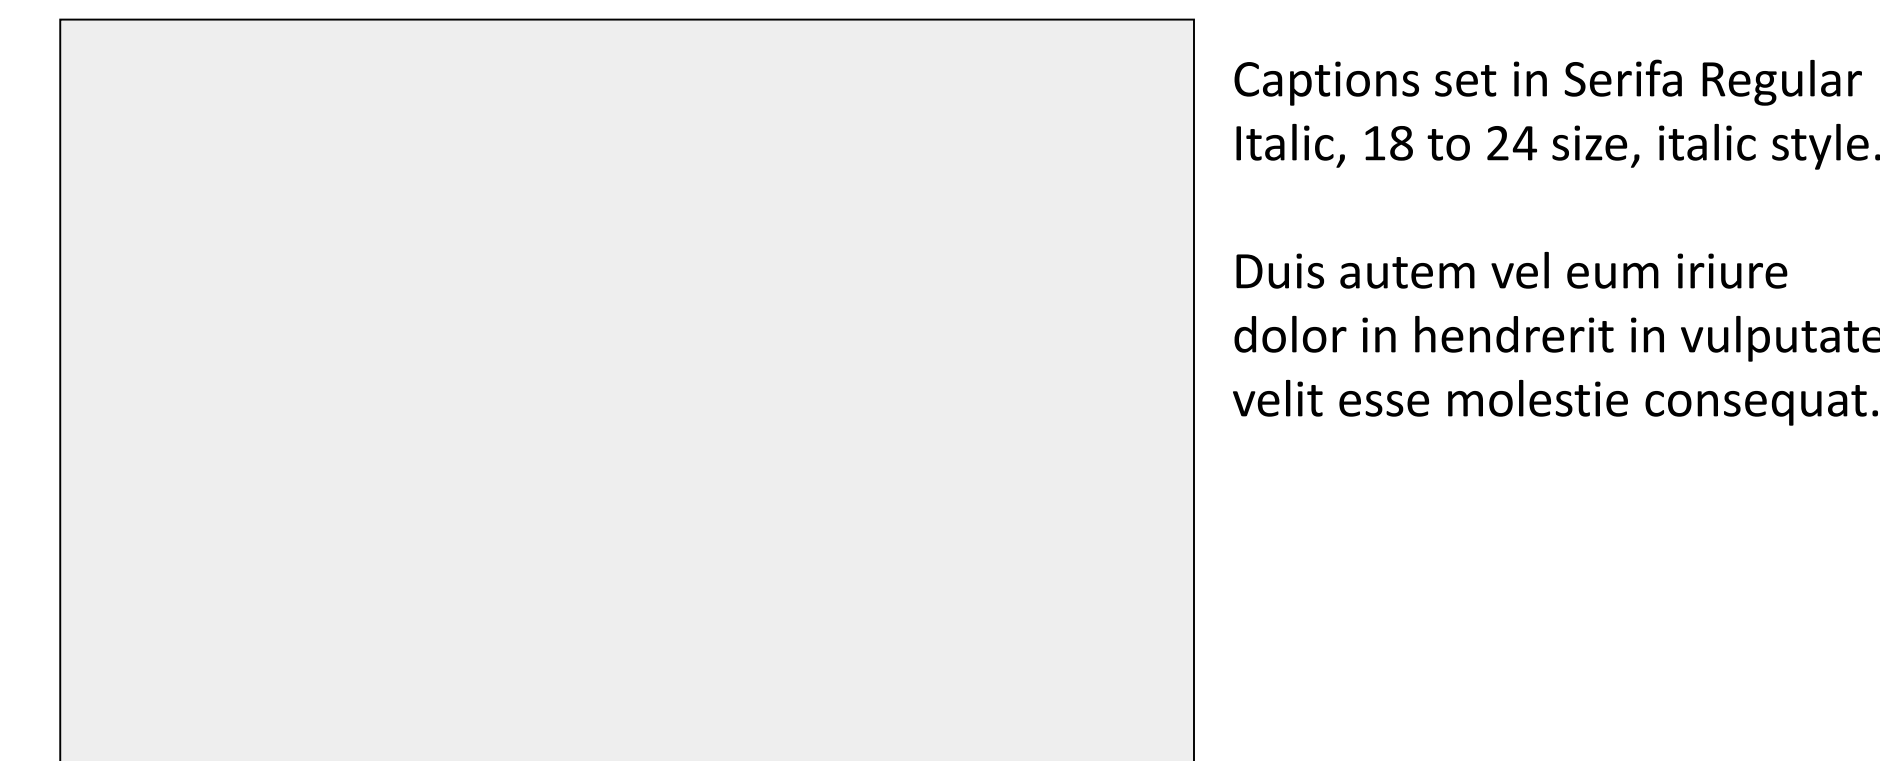 Captions set in Serifa Regular
Italic, 18 to 24 size, italic style.
Duis autem vel eum iriure
dolor in hendrerit in vulputate
velit esse molestie consequat.